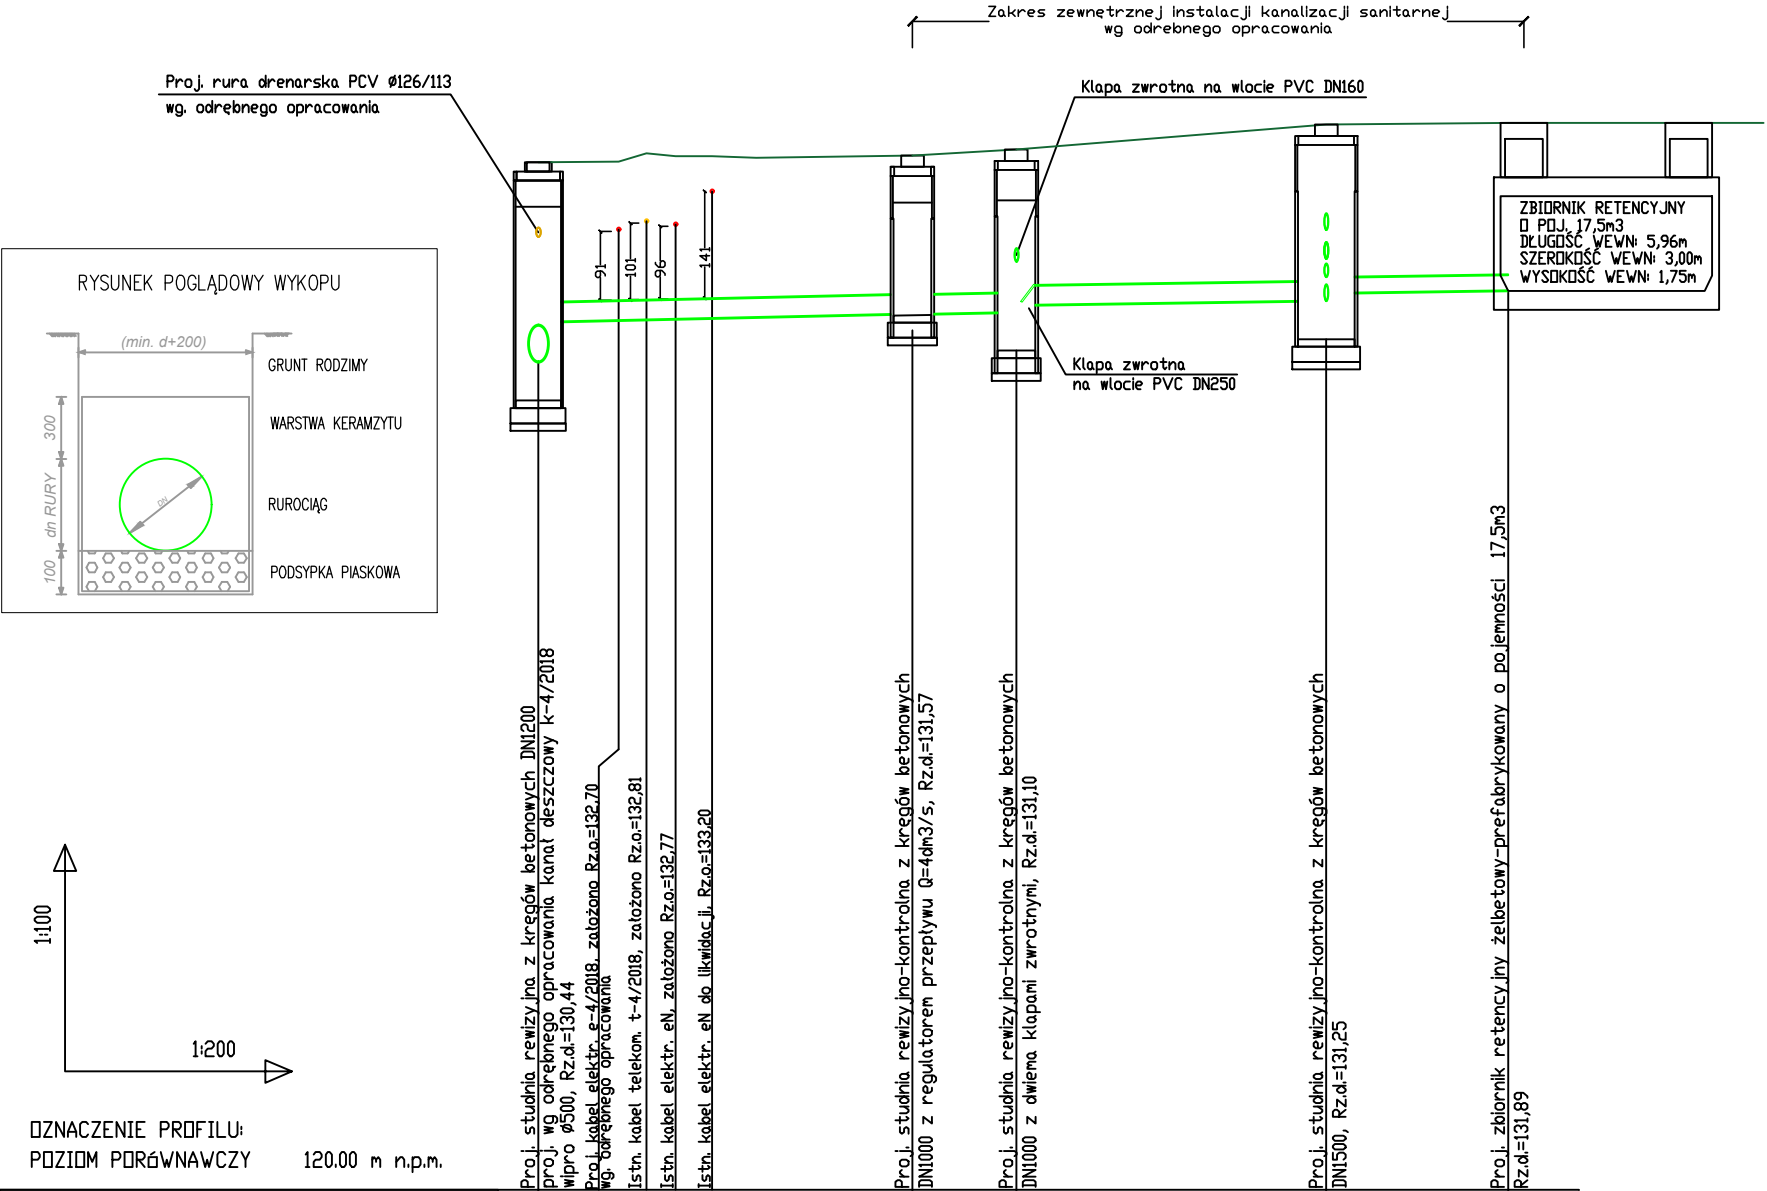 Zakres zewnętrznej instalacji kanalizacji sanitarnej
wg odrebnego opracowania
Proj. rura drenarska PCV Ø126/113
wg. odrębnego opracowania
Klapa zwrotna na wlocie PVC DN160
ZBIORNIK RETENCYJNY
O POJ. 17,5m3
DŁUGOŚĆ WEWN: 5,96m
SZEROKOŚĆ WEWN: 3,00m
WYSOKOŚĆ WEWN: 1,75m
91
101
96
141
Klapa zwrotna
na wlocie PVC DN250
RYSUNEK POGLĄDOWY WYKOPU
(min. d+200)
GRUNT RODZIMY
300
WARSTWA KERAMZYTU
dn RURY
DN
RUROCIĄG
100
PODSYPKA PIASKOWA
Proj. studnia rewizyjna z kręgów betonowych DN1200
proj. wg odrębnego opracowania kanał deszczowy k-4/2018
wipro Ø500, Rz.d.=130,44
Proj. kabel elektr. e-4/2018, założono Rz.o.=132,70
wg. odrębnego opracowania
Istn. kabel telekom. t-4/2018, założono Rz.o.=132,81
Istn. kabel elektr. eN, założono Rz.o.=132,77
Istn. kabel elektr. eN do likwidacji, Rz.o.=133,20
Proj. studnia rewizyjno-kontrolna z kręgów betonowych
DN1000 z regulatorem przepływu Q=4dm3/s, Rz.d.=131,57
Proj. studnia rewizyjno-kontrolna z kręgów betonowych
DN1000 z dwiema klapami zwrotnymi, Rz.d.=131,10
Proj. studnia rewizyjno-kontrolna z kręgów betonowych
DN1500, Rz.d.=131,25
Proj. zbiornik retencyjny żelbetowy-prefabrykowany o pojemności 17,5m3
Rz.d.=131,89
1:100
1:200
OZNACZENIE PROFILU:
POZIOM PORóWNAWCZY 120.00 m n.p.m.